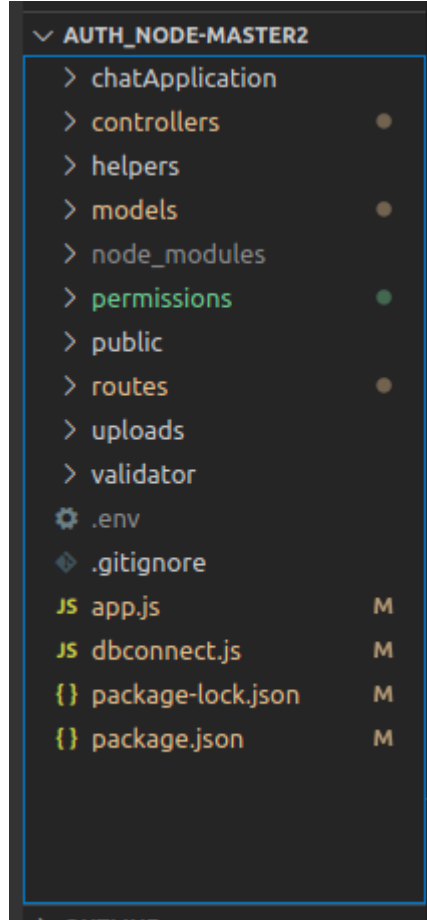 AUTH_NODE-MASTER2
chatApplication
controllers
helpers
models
node_modules
permissions
public
routes
uploads
validator
.env
.gitignore
JS app.js M
JS dbconnect.js M
{} package-lock.json M
{} package.json M